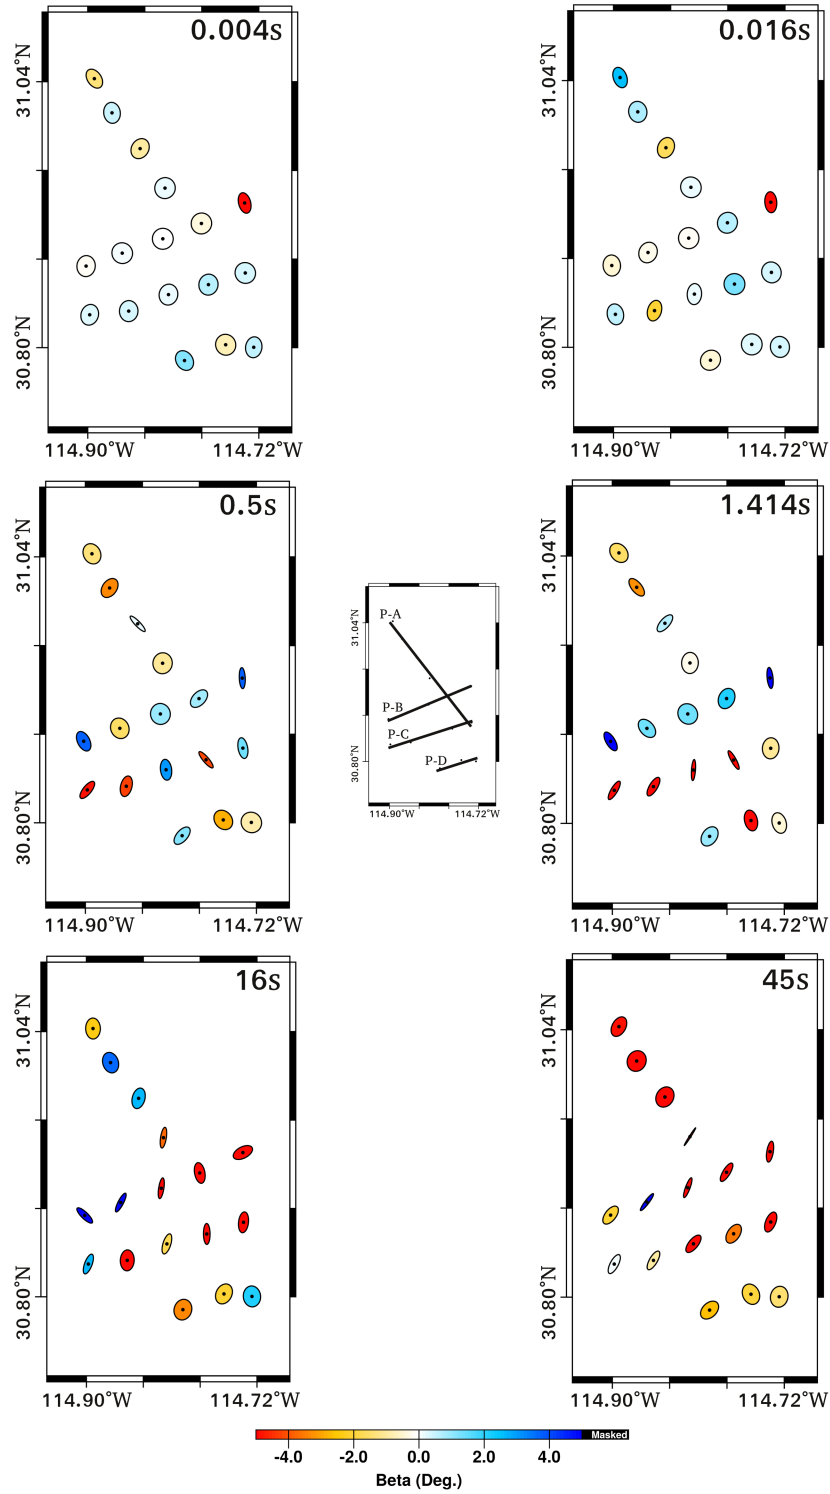 0.004s
31.04°N
30.80°N
114.90°W 114.72°W
0.016s
31.04°N
30.80°N
114.90°W 114.72°W
0.5s
31.04°N
30.80°N
114.90°W 114.72°W
P-A
P-B
P-C
P-D
31.04°N
30.80°N
114.90°W 114.72°W
1.414s
31.04°N
30.80°N
114.90°W 114.72°W
16s
31.04°N
30.80°N
114.90°W 114.72°W
45s
31.04°N
30.80°N
114.90°W 114.72°W
Masked
-4.0 -2.0 0.0 2.0 4.0
Beta (Deg.)